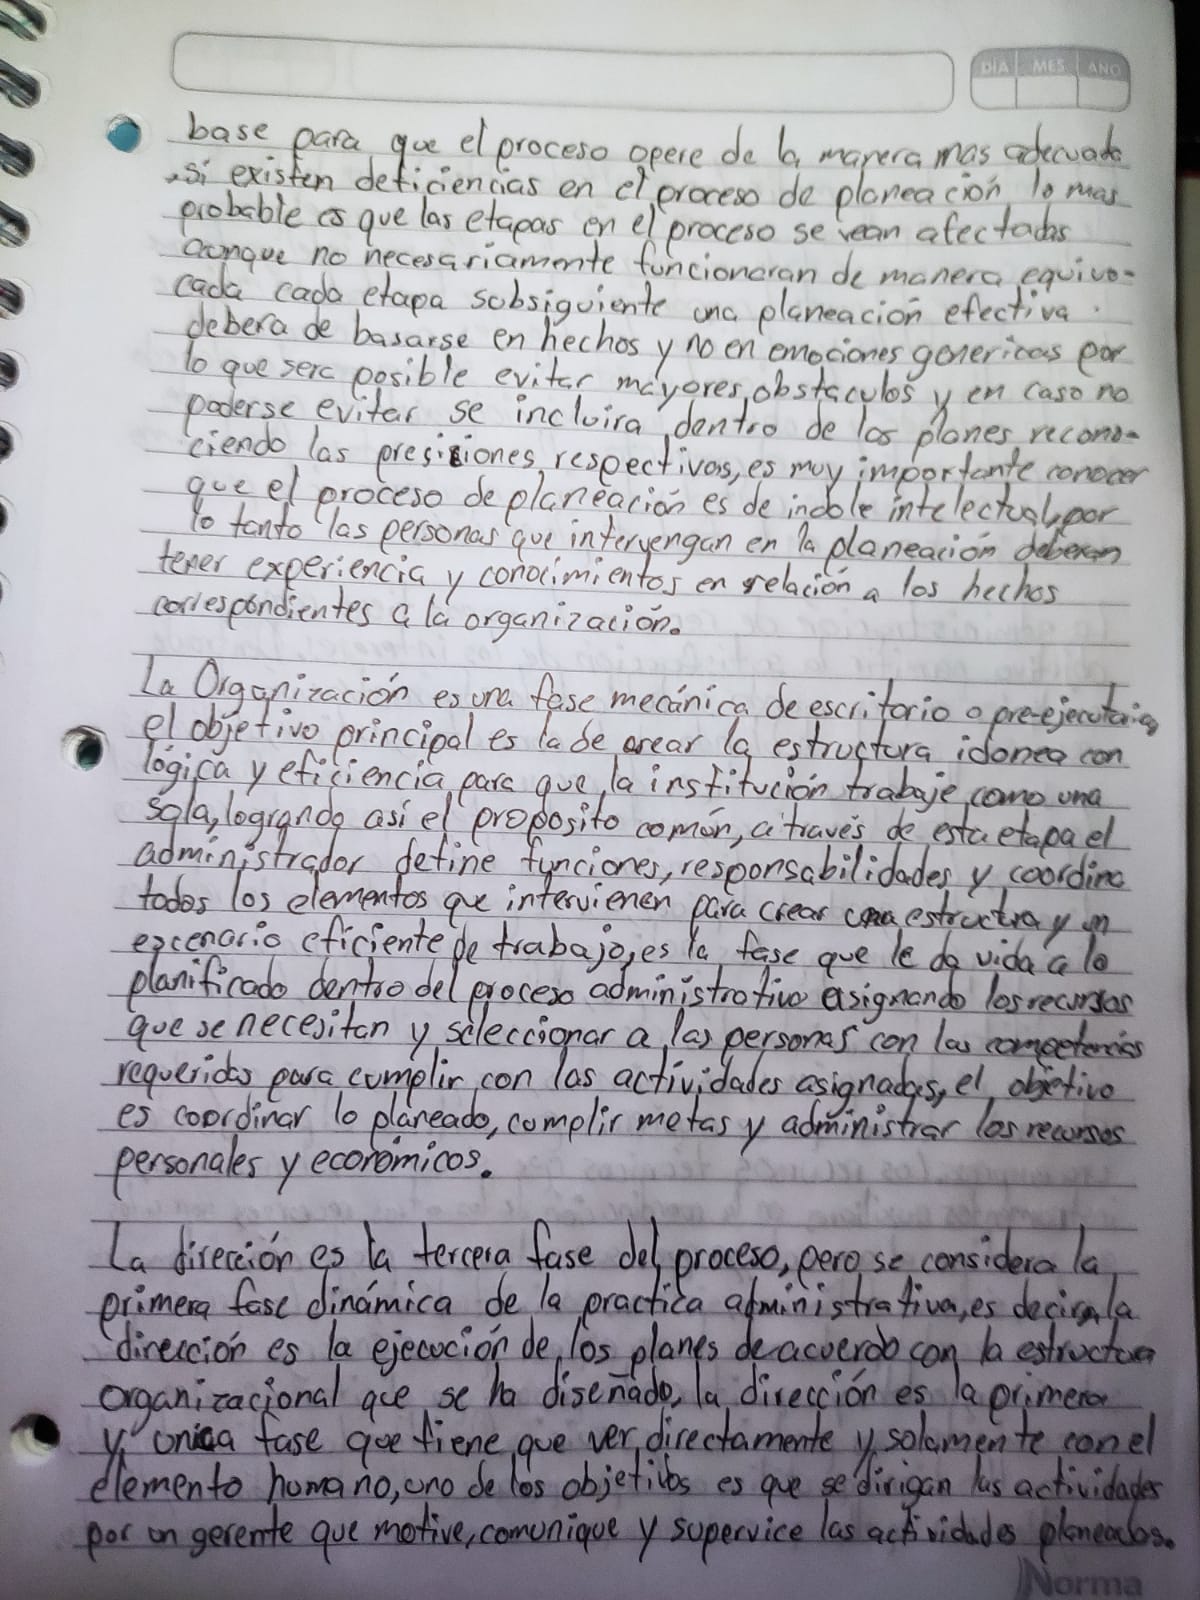 DÍA MES AÑO
base para que el proceso opere de la manera mas adecuada
si existen deficiencias en el proceso de planeación, lo mas
probable es que las etapas en el proceso se vean afectadas
aunque no necesariamente funcionaran de manera equivo-
cada cada etapa subsiguiente una planeación efectiva.
debera de basarse en hechos y no en emociones genericas por
lo que sera posible evitar mayores obstaculos y en caso no
poderse evitar se incluira dentro de los planes recono-
ciendo las presiciones respectivas, es muy importante conocer
que el proceso de planeación es de indole intelectual, por
lo tanto las personas que intervengan en la planeación deberan
tener experiencia y conocimientos en relación a los hechos
correspondientes a la organización.
La Organización es una fase mecánica de escritorio o pre-ejecutaria,
el objetivo principal es la de crear la estructura idonea con
lógica y eficiencia para que la institución trabaje como una
sola, logrando así el proposito común, a través de esta etapa el
administrador define funciones, responsabilidades y coordina
todos los elementos que intervienen para crear una estructra y un
escenario eficiente de trabajo, es la fase que le da vida a lo
planificado dentro del proceso administrativo asignando los recursos
que se necesitan y seleccionar a las personas con las competencias
requeridas para cumplir con las actividades asignadas, el objetivo
es coordinar lo planeado, cumplir metas y administrar los recursos
personales y económicos.
La dirección es la tercera fase del proceso, pero se considera la
primera fase dinámica de la practica administrativa, es decir, la
dirección es la ejecución de los planes de acuerdo con la estructura
organizacional que se ha diseñado, la dirección es la primera
y unica fase que tiene que ver directamente y solamente con el
elemento humano, uno de los objetivos es que se dirigan las actividades
por un gerente que motive, comunique y supervice las actividades planeadas.
Norma